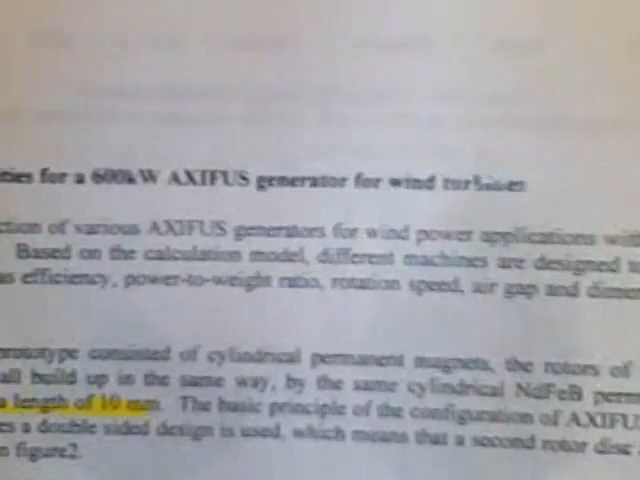 for a 600kW AXIFUS generator for wind turbines
ction of various AXIFUS generators for wind power applications
Based on the calculation model, different machines are designed
as efficiency, power-to-weight ratio, rotation speed, air gap and
prototype consisted of cylindrical permanent magnets, the rotors of
all build up in the same way, by the same cylindrical NdFeB perm
a length of 10 mm. The basic principle of the configuration of AXIFUS
es a double sided design is used, which means that a second rotor disc
n figure2.